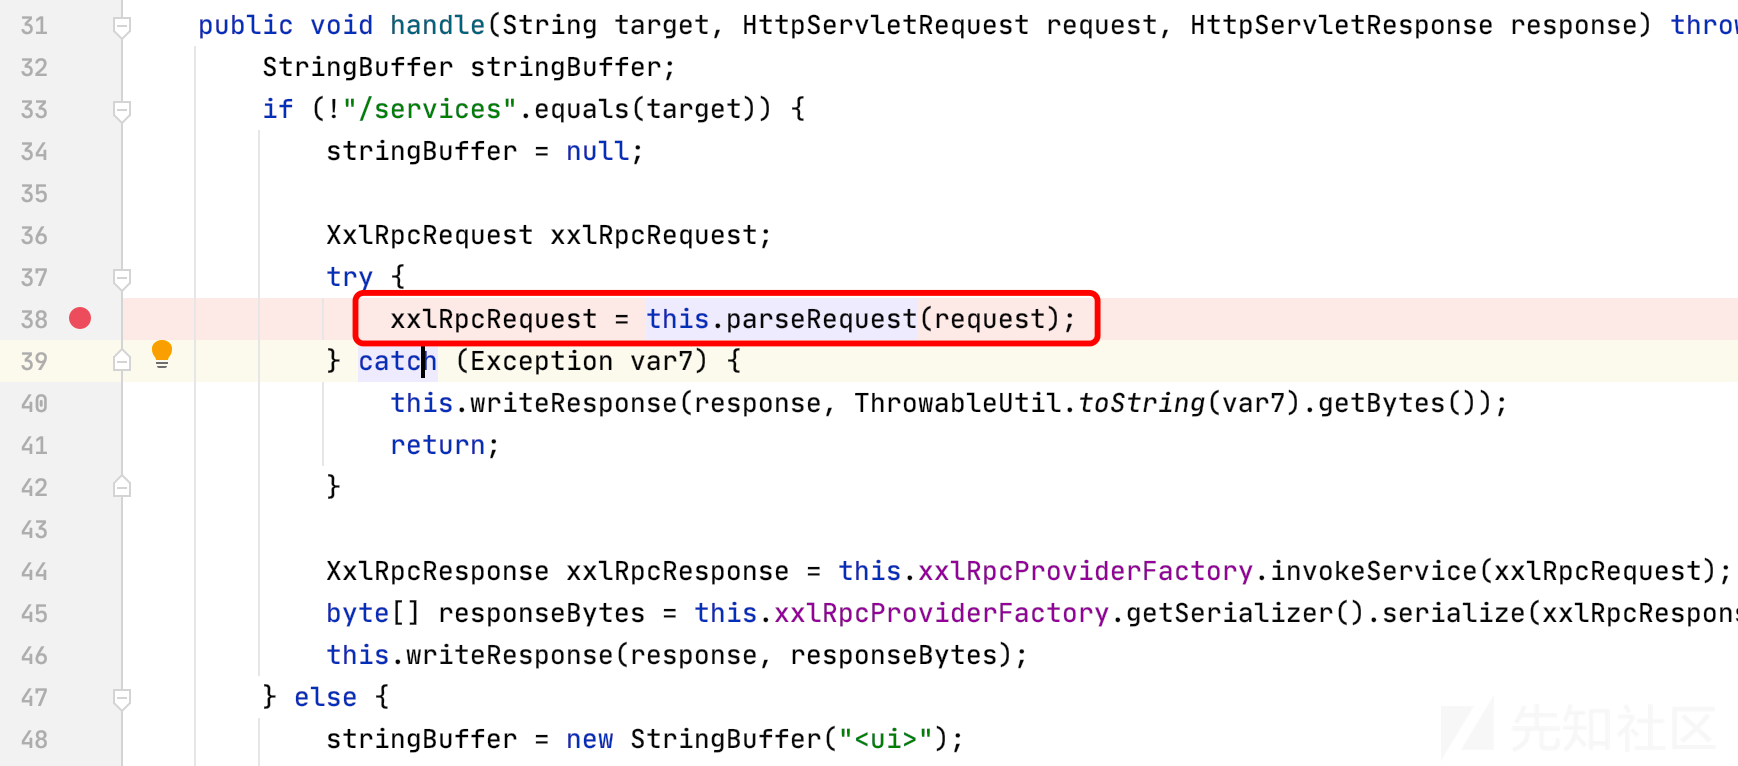 31 public void handle(String target, HttpServletRequest request, HttpServletResponse response) throw
32 StringBuffer stringBuffer;
33 if (!"/services".equals(target)) {
34 stringBuffer = null;
35
36 XxlRpcRequest xxlRpcRequest;
37 try {
38 xxlRpcRequest = this.parseRequest(request);
39 } catch (Exception var7) {
40 this.writeResponse(response, ThrowableUtil.toString(var7).getBytes());
41 return;
42 }
43
44 XxlRpcResponse xxlRpcResponse = this.xxlRpcProviderFactory.invokeService(xxlRpcRequest);
45 byte[] responseBytes = this.xxlRpcProviderFactory.getSerializer().serialize(xxlRpcRespons
46 this.writeResponse(response, responseBytes);
47 } else {
48 stringBuffer = new StringBuffer("<ui>");
先知社区